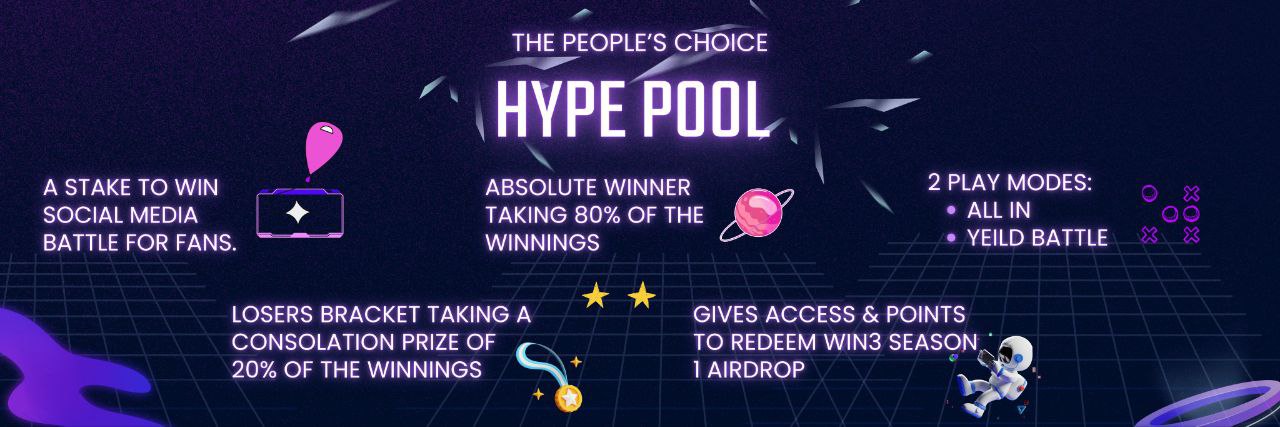 THE PEOPLE'S CHOICE
HYPE POOL
A STAKE TO WIN
SOCIAL MEDIA
BATTLE FOR FANS.
ABSOLUTE WINNER
TAKING 80% OF THE
WINNINGS
2 PLAY MODES:
• ALL IN
• YEILD BATTLE
LOSERS BRACKET TAKING A
CONSOLATION PRIZE OF
20% OF THE WINNINGS
GIVES ACCESS & POINTS
TO REDEEM WIN3 SEASON
1 AIRDROP